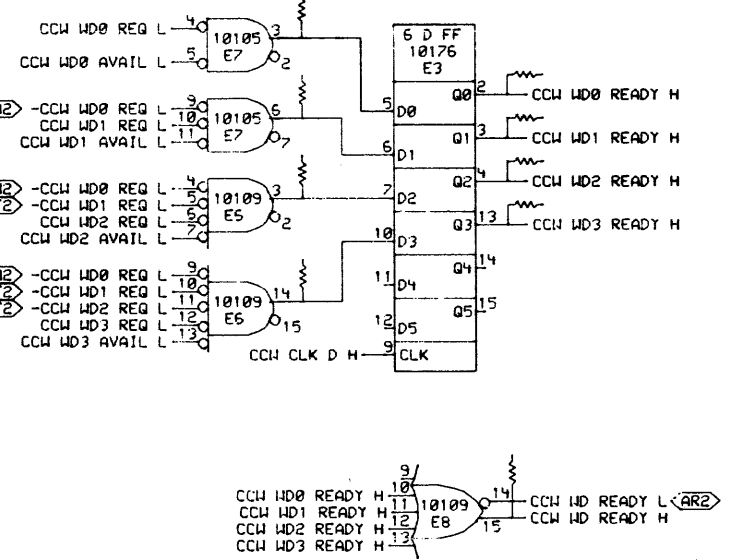 4
CCW WD0 REQ L
10105
E7
3
5
CCW WD0 AVAIL L
2
9
-CCW WD0 REQ L
10
CCW WD1 REQ L
11
CCW WD1 AVAIL L
10105
E7
6
7
4
-CCW WD0 REQ L
5
-CCW WD1 REQ L
6
CCW WD2 REQ L
7
CCW WD2 AVAIL L
10109
3
2
9
-CCW WD0 REQ L
10
-CCW WD1 REQ L
11
-CCW WD2 REQ L
12
CCW WD3 REQ L
13
CCW WD3 AVAIL L
10109
14
15
6 D FF
10176
E3
5 D0
Q0 2
CCW WD0 READY H
6 D1
Q1 3
CCW WD1 READY H
7 D2
Q2 4
CCW WD2 READY H
10 D3
Q3 13
CCW WD3 READY H
11 D4
Q4 14
12 D5
Q5 15
CCW CLK D H
9 CLK
9
10
CCW WD0 READY H
11
CCW WD1 READY H
12
CCW WD2 READY H
13
CCW WD3 READY H
10109
E8
14
CCW WD READY L
AR2
15
CCW WD READY H